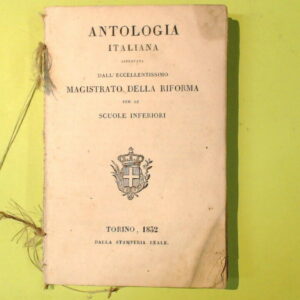 ANTOLOGIA
ITALIANA
APPROVATA
DALL'ECCELLENTISSIMO
MAGISTRATO DELLA RIFORMA
PER LE
SCUOLE INFERIORI
TORINO, 1832
DALLA STAMPERIA REALE.